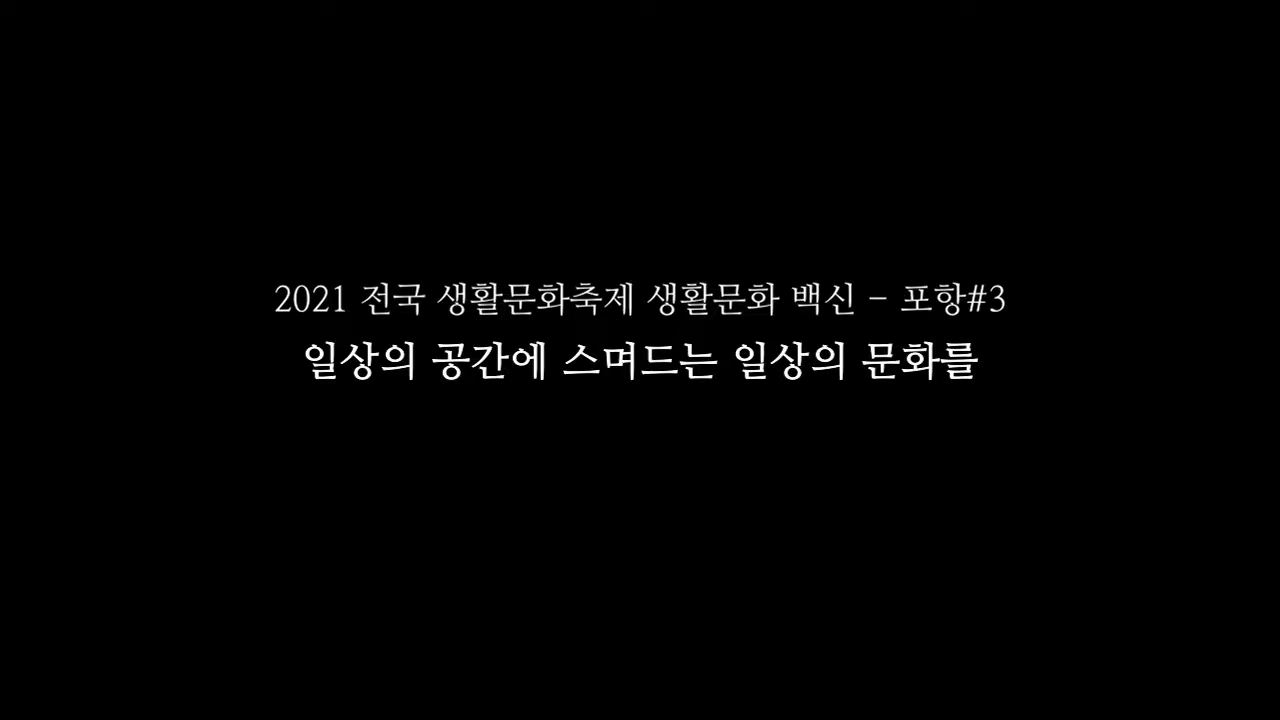 2021 전국 생활문화축제 생활문화 백신 - 포항#3
일상의 공간에 스며드는 일상의 문화를